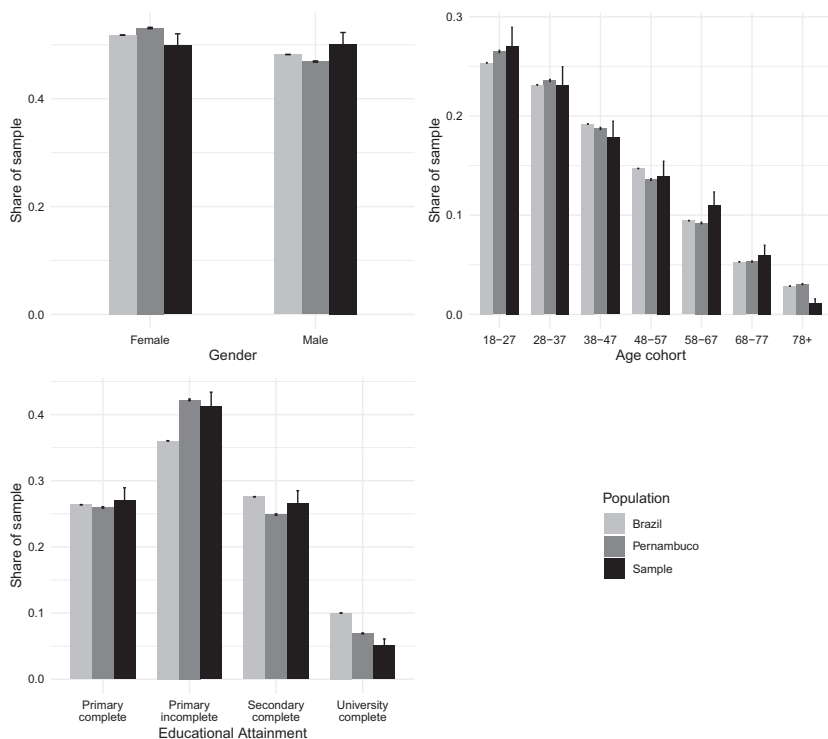 Share of sample
0.4
0.2
0.0
Female
Male
Gender
Share of sample
0.3
0.2
0.1
0.0
18−27
28−37
38−47
48−57
58−67
68−77
78+
Age cohort
Share of sample
0.4
0.3
0.2
0.1
0.0
Primary
complete
Primary
incomplete
Secondary
complete
University
complete
Educational Attainment
Population
Brazil
Pernambuco
Sample